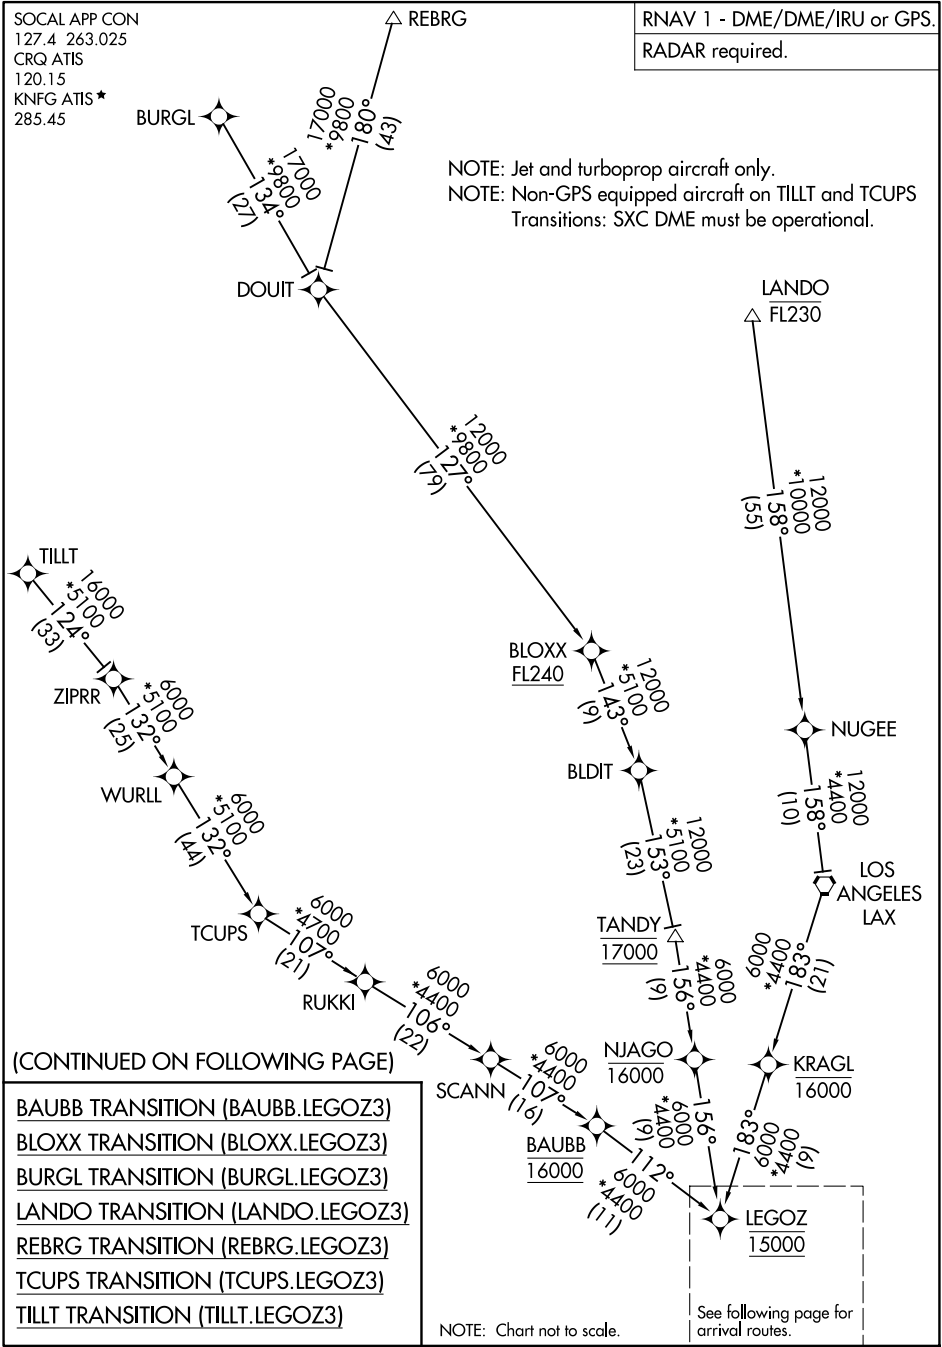 SOCAL APP CON
127.4 263.025
CRQ ATIS
120.15
KNFG ATIS★
285.45
RNAV 1 - DME/DME/IRU or GPS.
RADAR required.
REBRG
17000
*9800
180°
(43)
BURGL
17000
*9800
134°
(27)
NOTE: Jet and turboprop aircraft only.
NOTE: Non-GPS equipped aircraft on TILLT and TCUPS
Transitions: SXC DME must be operational.
DOUIT
LANDO
FL230
12000
*9800
127°
(79)
12000
*10000
158°
(55)
TILLT
16000
*5100
124°
(33)
ZIPRR
6000
*5100
132°
(25)
WURLL
6000
*5100
132°
(44)
TCUPS
6000
*4700
107°
(21)
RUKKI
6000
*4400
106°
(22)
SCANN
6000
*4400
107°
(16)
BAUBB
16000
112°
6000
*4400
(11)
BLOXX
FL240
12000
*5100
143°
(9)
BLDIT
12000
*5100
153°
(23)
TANDY
17000
6000
*4400
156°
(9)
NJAGO
16000
156°
6000
*4400
(9)
NUGEE
12000
*4400
158°
(10)
LOS
ANGELES
LAX
6000
*4400
183°
(21)
KRAGL
16000
183°
6000
*4400
(9)
LEGOZ
15000
See following page for
arrival routes.
(CONTINUED ON FOLLOWING PAGE)
BAUBB TRANSITION (BAUBB.LEGOZ3)
BLOXX TRANSITION (BLOXX.LEGOZ3)
BURGL TRANSITION (BURGL.LEGOZ3)
LANDO TRANSITION (LANDO.LEGOZ3)
REBRG TRANSITION (REBRG.LEGOZ3)
TCUPS TRANSITION (TCUPS.LEGOZ3)
TILLT TRANSITION (TILLT.LEGOZ3)
NOTE: Chart not to scale.